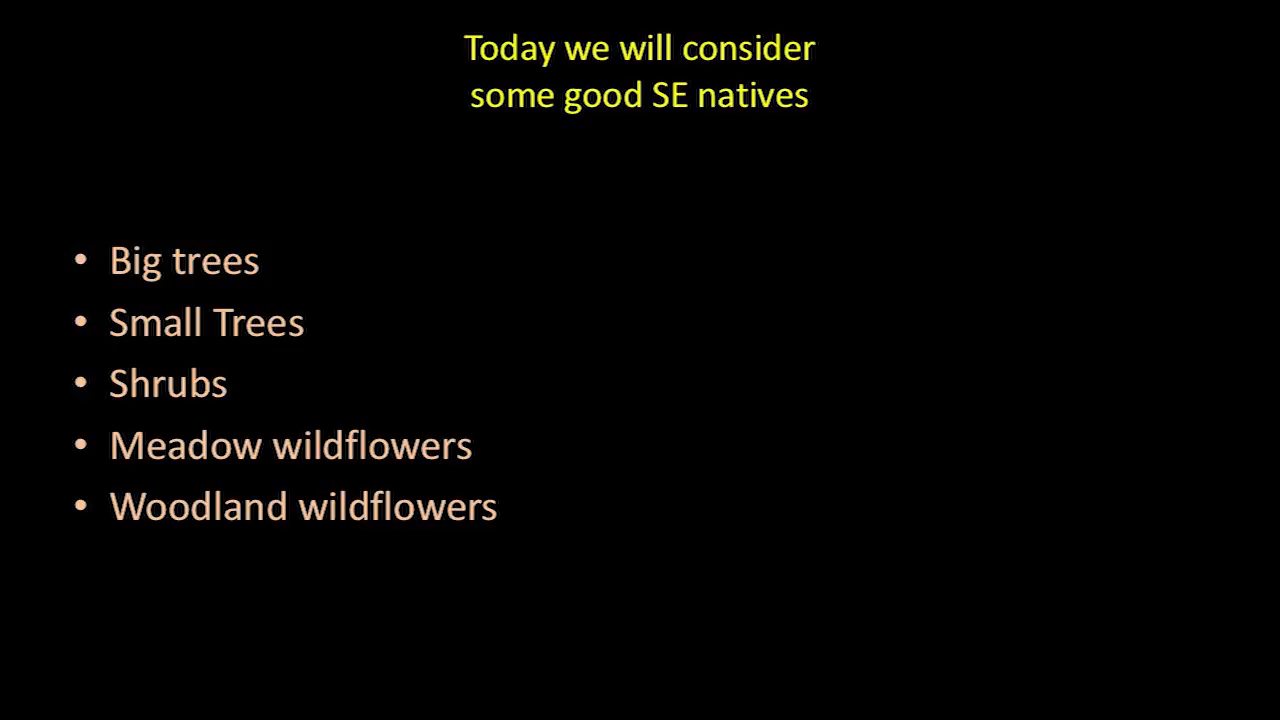 Today we will consider
some good SE natives
• Big trees
• Small Trees
• Shrubs
• Meadow wildflowers
• Woodland wildflowers